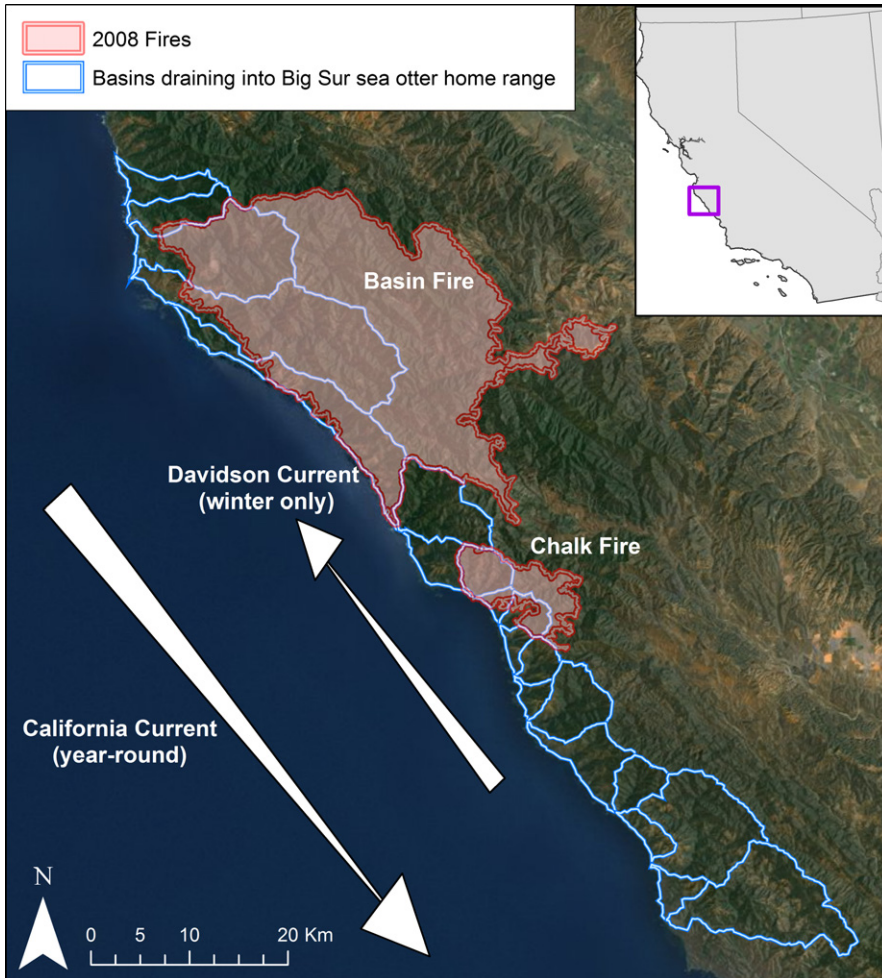 2008 Fires
Basins draining into Big Sur sea otter home range
Basin Fire
Davidson Current
(winter only)
Chalk Fire
California Current
(year-round)
N
0 5 10 20 Km